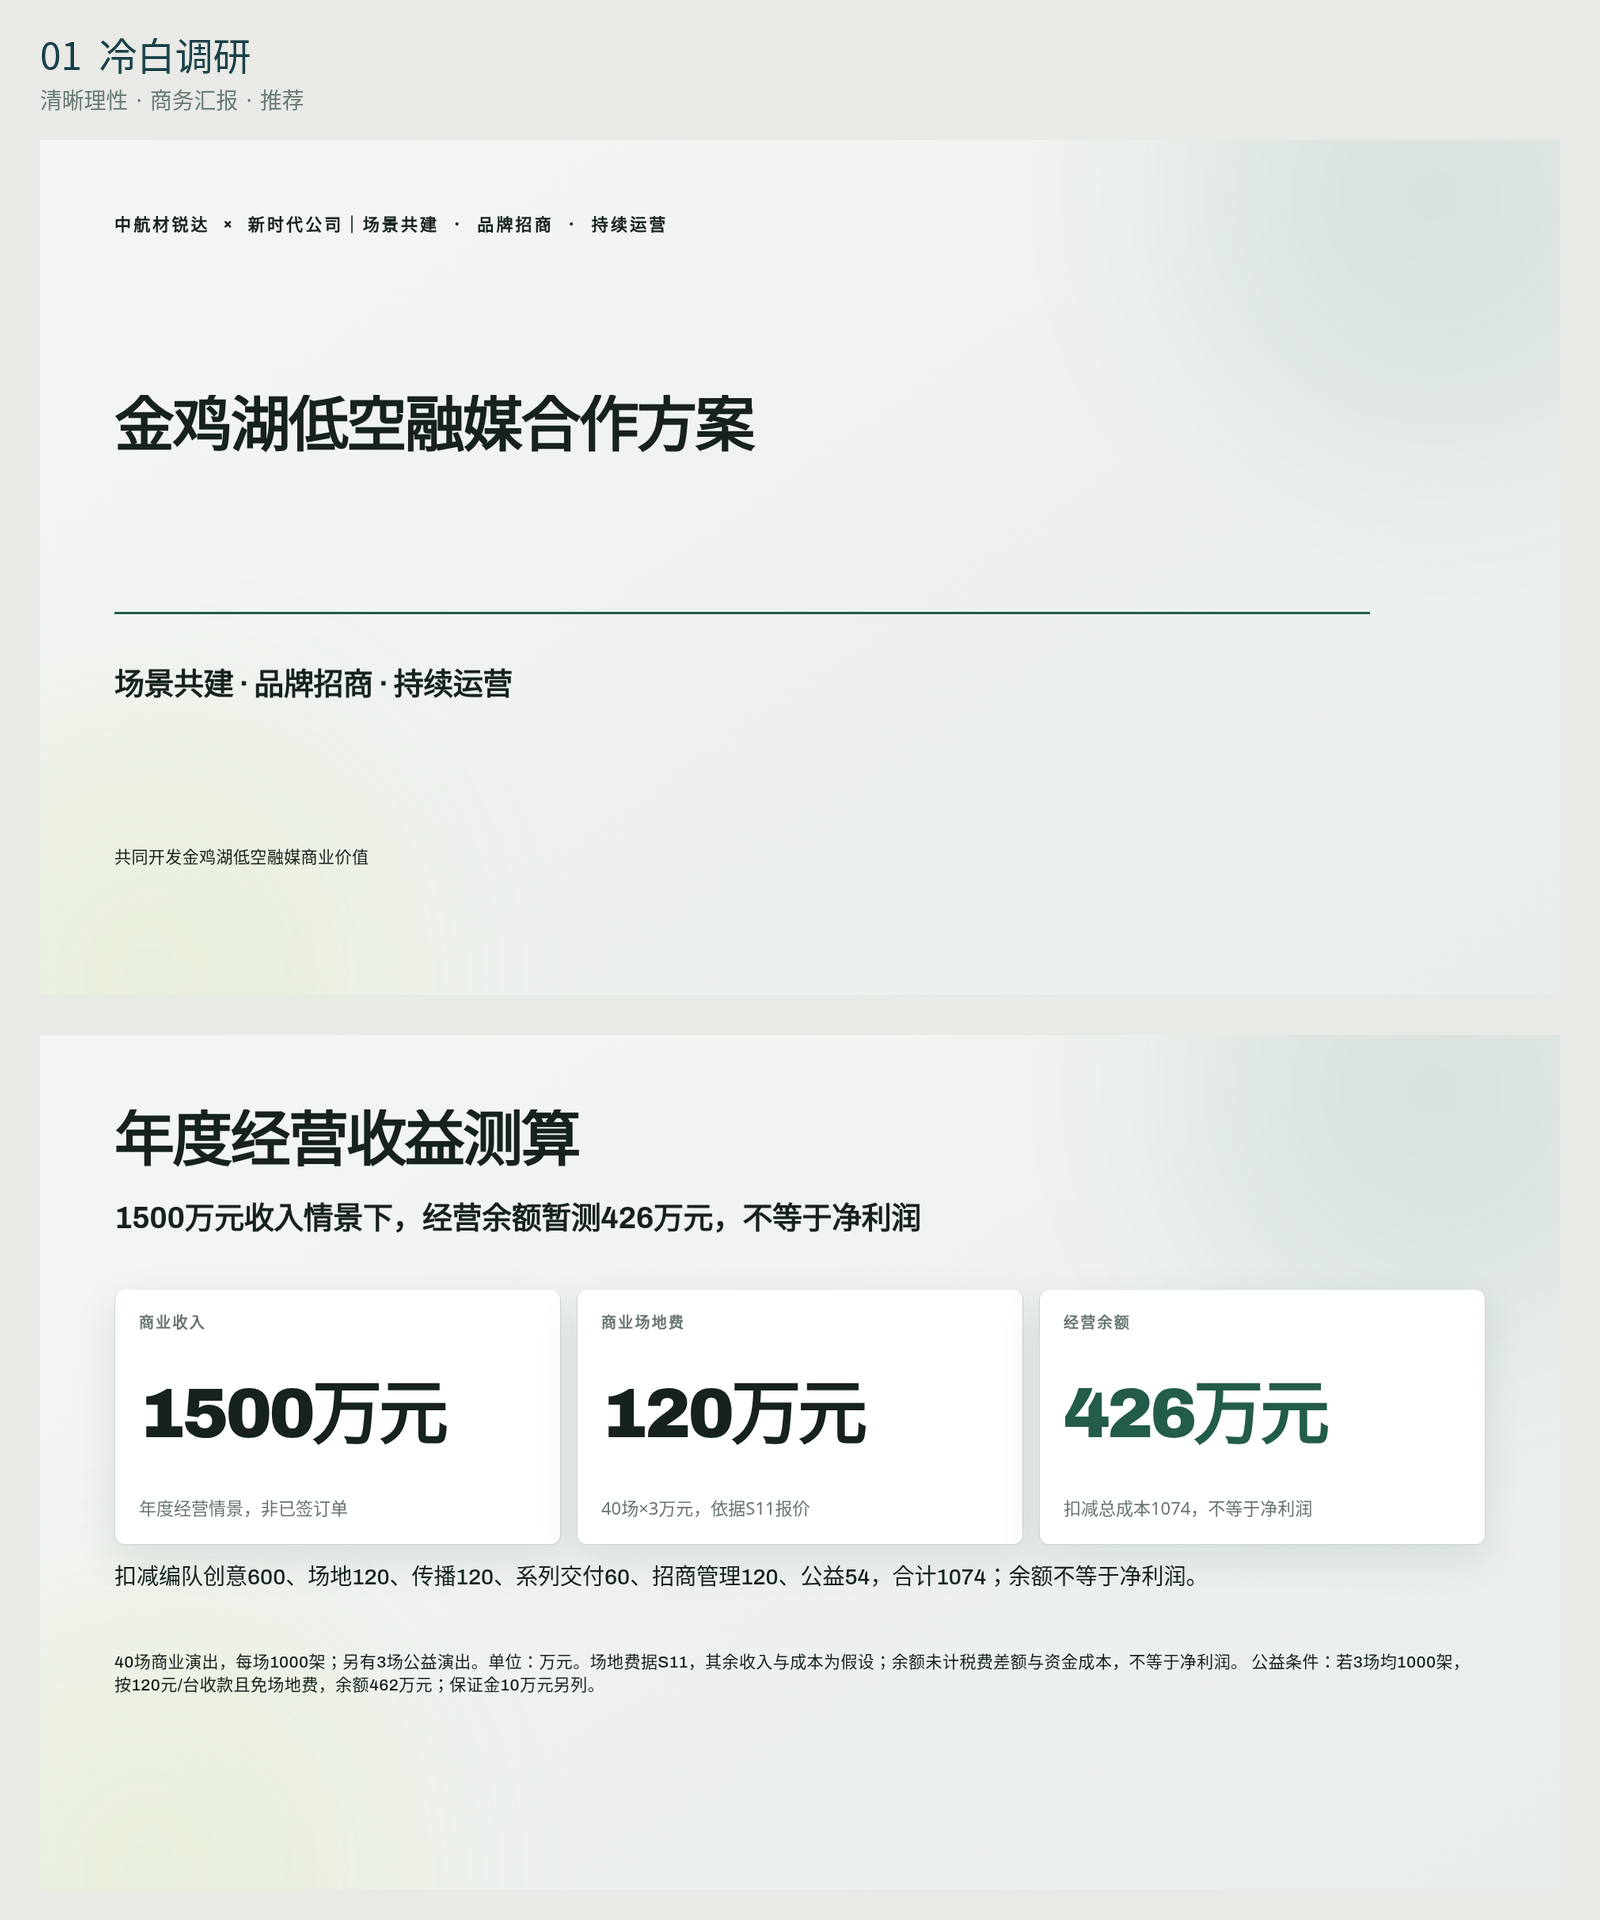 01 冷白调研
清晰理性 · 商务汇报 · 推荐
中航材锐达 × 新时代公司｜场景共建 · 品牌招商 · 持续运营
金鸡湖低空融媒合作方案
场景共建 · 品牌招商 · 持续运营
共同开发金鸡湖低空融媒商业价值
年度经营收益测算
1500万元收入情景下，经营余额暂测426万元，不等于净利润
商业收入
1500万元
年度经营情景，非已签订单
商业场地费
120万元
40场×3万元，依据S11报价
经营余额
426万元
扣减总成本1074，不等于净利润
扣减编队创意600、场地120、传播120、系列交付60、招商管理120、公益54，合计1074；余额不等于净利润。
40场商业演出，每场1000架；另有3场公益演出。单位：万元。场地费据S11，其余收入与成本为假设；余额未计税费差额与资金成本，不等于净利润。 公益条件：若3场均1000架，
按120元/台收款且免场地费，余额462万元；保证金10万元另列。